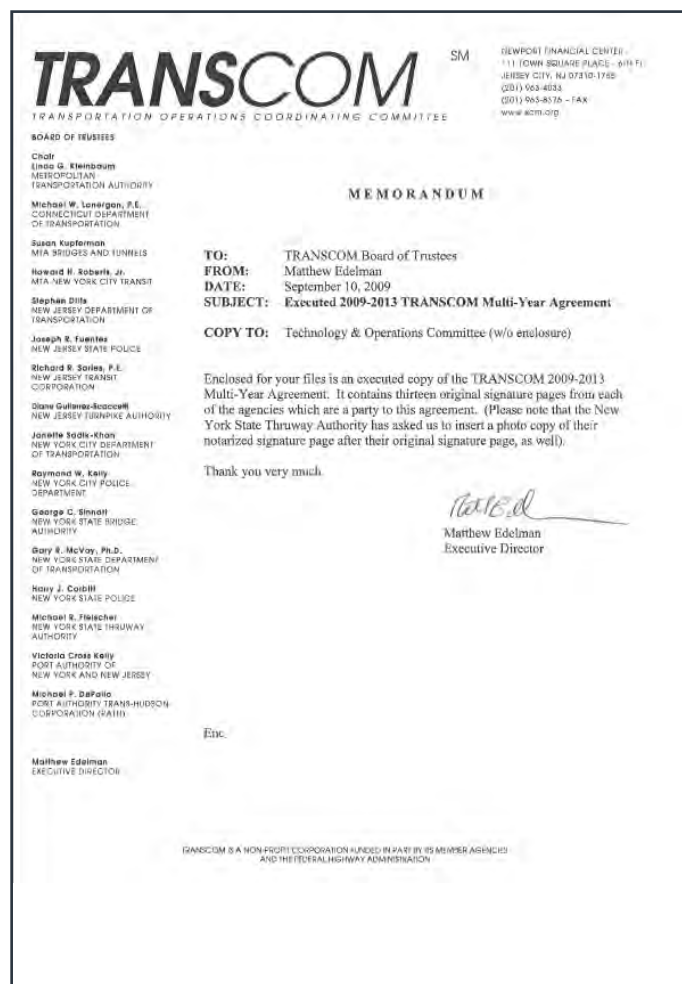 TRANSCOM
SM
TRANSPORTATION OPERATIONS COORDINATING COMMITTEE
NEWPORT FINANCIAL CENTER -
111 TOWN SQUARE PLACE - 6TH FL
JERSEY CITY, NJ 07310-1755
(201) 963-4033
(201) 963-8376 - FAX
www.xcm.org
BOARD OF TRUSTEES
Chair
Linda G. Kleinbaum
METROPOLITAN
TRANSPORTATION AUTHORITY
Michael W. Lonergan, P.E.
CONNECTICUT DEPARTMENT
OF TRANSPORTATION
Susan Kupferman
MTA BRIDGES AND TUNNELS
Howard H. Roberts, Jr.
MTA NEW YORK CITY TRANSIT
Stephen Dilts
NEW JERSEY DEPARTMENT OF
TRANSPORTATION
Joseph R. Fuentes
NEW JERSEY STATE POLICE
Richard R. Sarles, P.E.
NEW JERSEY TRANSIT
CORPORATION
Diane Gutierrez-Scaccetti
NEW JERSEY TURNPIKE AUTHORITY
Janette Sadik-Khan
NEW YORK CITY DEPARTMENT
OF TRANSPORTATION
Raymond W. Kelly
NEW YORK CITY POLICE
DEPARTMENT
George C. Sinnott
NEW YORK STATE BRIDGE
AUTHORITY
Gary R. McVoy, Ph.D.
NEW YORK STATE DEPARTMENT
OF TRANSPORTATION
Harry J. Corbitt
NEW YORK STATE POLICE
Michael R. Fleischer
NEW YORK STATE THRUWAY
AUTHORITY
Victoria Cross Kelly
PORT AUTHORITY OF
NEW YORK AND NEW JERSEY
Michael P. DePallo
PORT AUTHORITY TRANS-HUDSON
CORPORATION (PATH)
Matthew Edelman
EXECUTIVE DIRECTOR
MEMORANDUM
TO: TRANSCOM Board of Trustees
FROM: Matthew Edelman
DATE: September 10, 2009
SUBJECT: Executed 2009-2013 TRANSCOM Multi-Year Agreement
COPY TO: Technology & Operations Committee (w/o enclosure)
Enclosed for your files is an executed copy of the TRANSCOM 2009-2013
Multi-Year Agreement. It contains thirteen original signature pages from each
of the agencies which are a party to this agreement. (Please note that the New
York State Thruway Authority has asked us to insert a photo copy of their
notarized signature page after their original signature page, as well).
Thank you very much.
Matthew Edelman
Executive Director
Enc.
TRANSCOM IS A NON-PROFIT CORPORATION FUNDED IN PART BY ITS MEMBER AGENCIES
AND THE FEDERAL HIGHWAY ADMINISTRATION